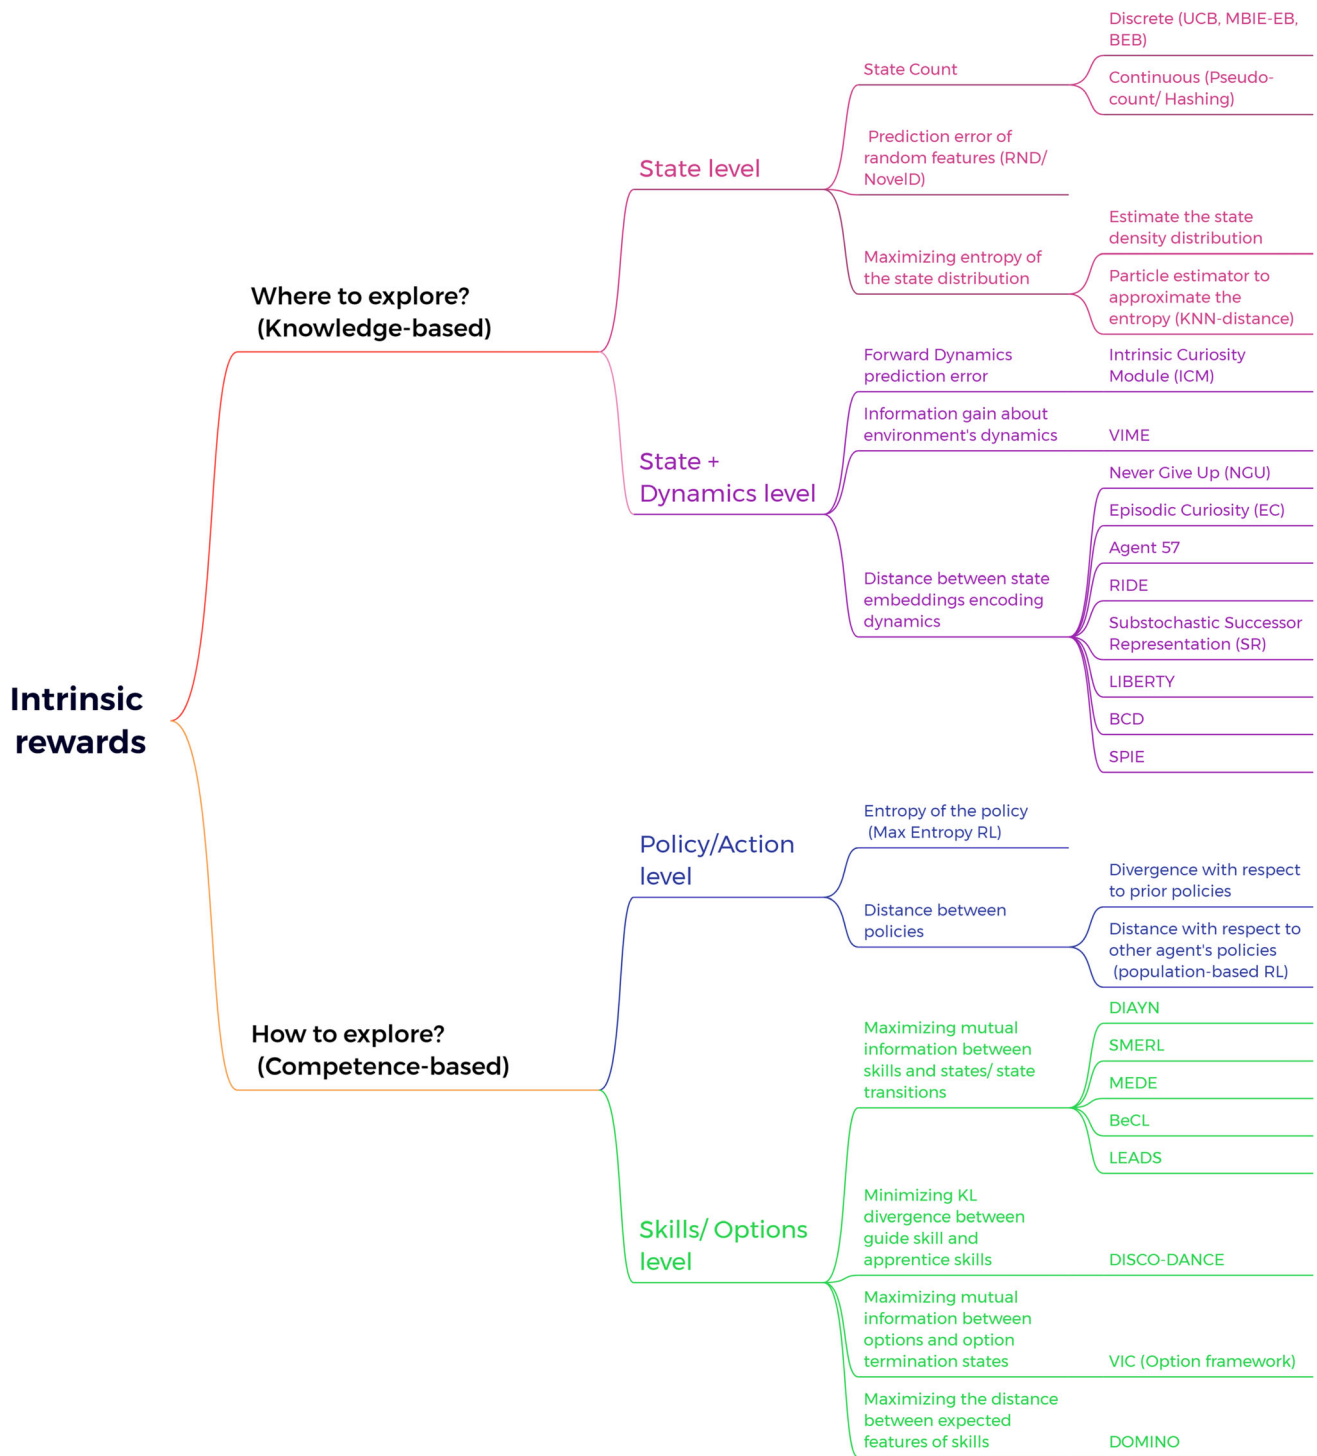 Intrinsic
rewards
Where to explore?
(Knowledge-based)
State level
State Count
Discrete (UCB, MBIE-EB,
BEB)
Continuous (Pseudo-
count/ Hashing)
Prediction error of
random features (RND/
NovelD)
Maximizing entropy of
the state distribution
Estimate the state
density distribution
Particle estimator to
approximate the
entropy (KNN-distance)
State +
Dynamics level
Forward Dynamics
prediction error
Intrinsic Curiosity
Module (ICM)
Information gain about
environment's dynamics
VIME
Distance between state
embeddings encoding
dynamics
Never Give Up (NGU)
Episodic Curiosity (EC)
Agent 57
RIDE
Substochastic Successor
Representation (SR)
LIBERTY
BCD
SPIE
How to explore?
(Competence-based)
Policy/Action
level
Entropy of the policy
(Max Entropy RL)
Distance between
policies
Divergence with respect
to prior policies
Distance with respect to
other agent's policies
(population-based RL)
Skills/ Options
level
Maximizing mutual
information between
skills and states/ state
transitions
DIAYN
SMERL
MEDE
BeCL
LEADS
Minimizing KL
divergence between
guide skill and
apprentice skills
DISCO-DANCE
Maximizing mutual
information between
options and option
termination states
VIC (Option framework)
Maximizing the distance
between expected
features of skills
DOMINO